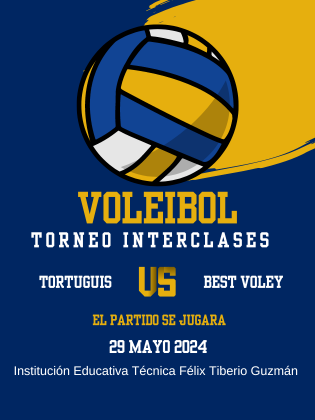 VOLEIBOL
TORNEO INTERCLASES
TORTUGUIS US BEST VOLEY
EL PARTIDO SE JUGARA
29 MAYO 2024
Institución Educativa Técnica Félix Tiberio Guzmán